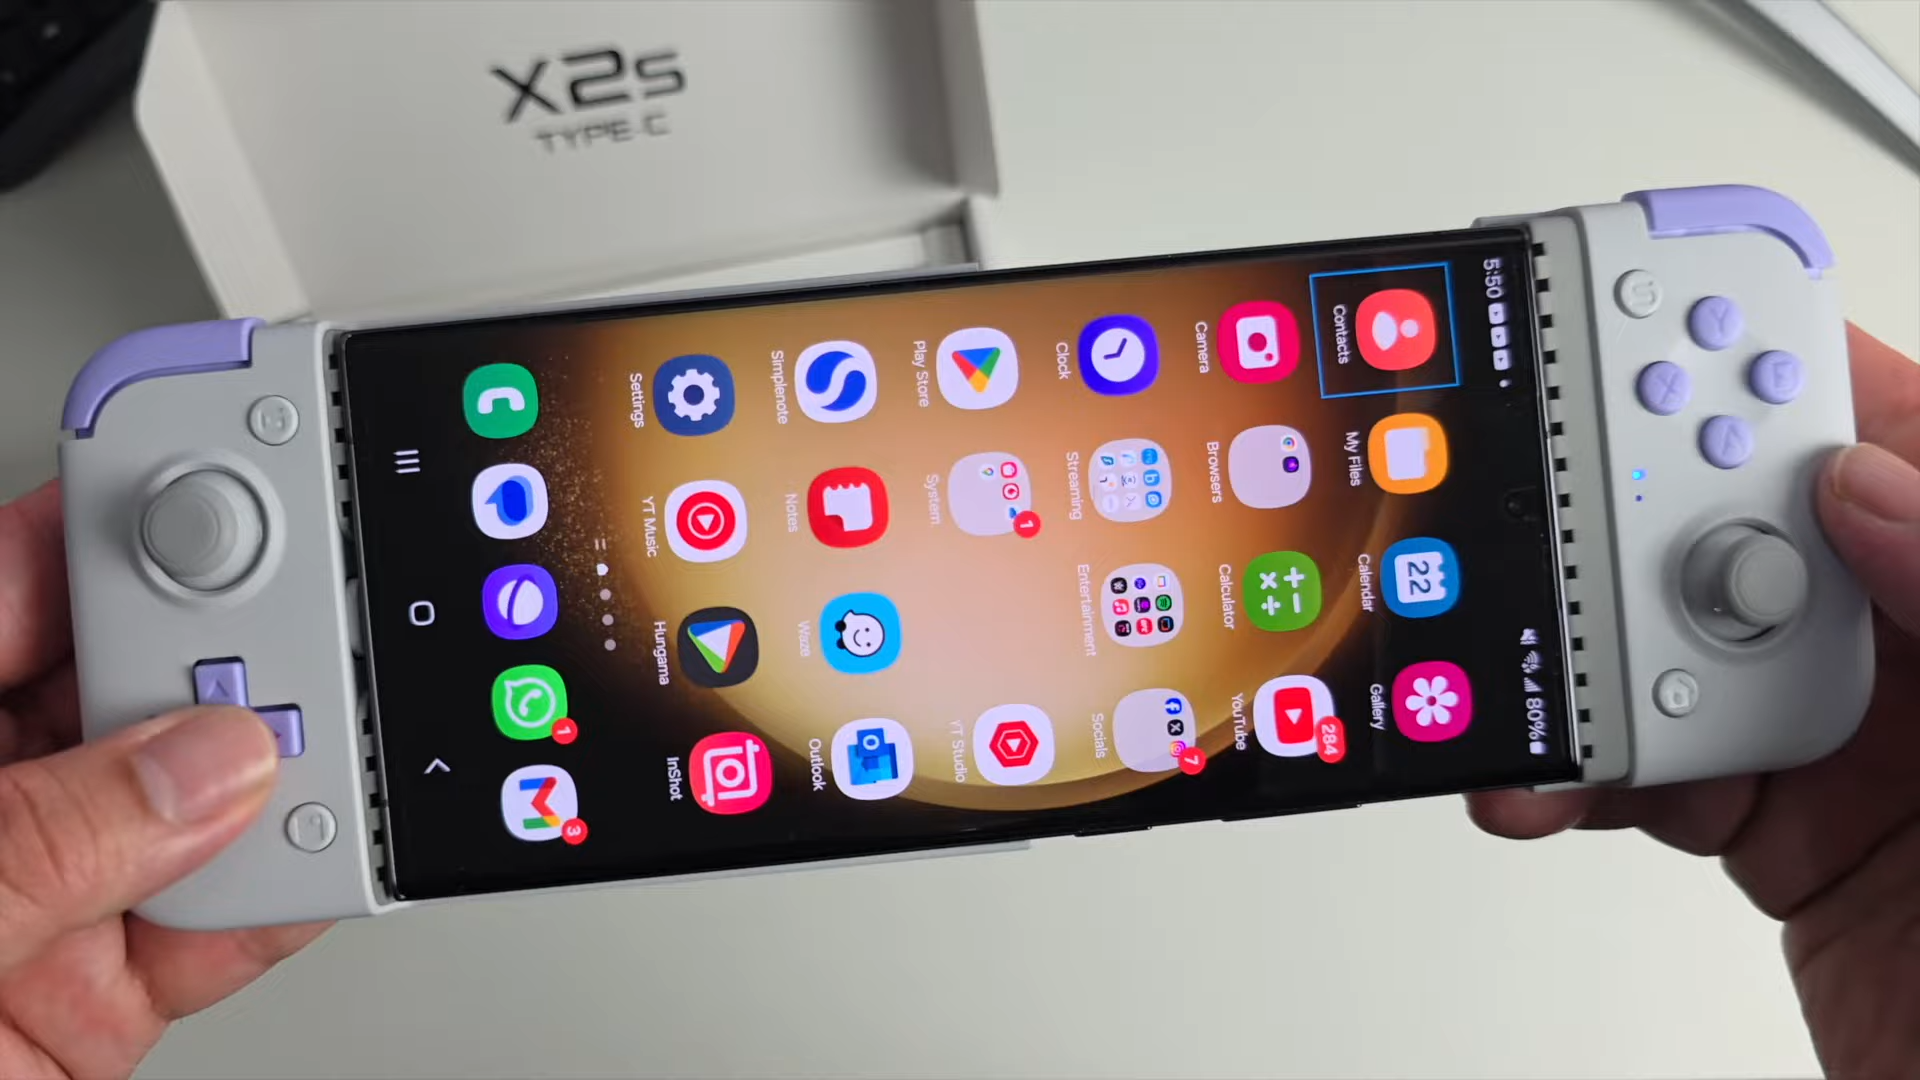 X2s
TYPE-C
5:50
80%
Contacts
My Files
Calendar
22
Gallery
Camera
Browsers
Calculator
YouTube
284
Clock
Streaming
Entertainment
Socials
7
Play Store
System
1
YT Studio
Simplenote
Notes
Waze
Outlook
Settings
YT Music
Hungama
InShot
1
3
Y
X